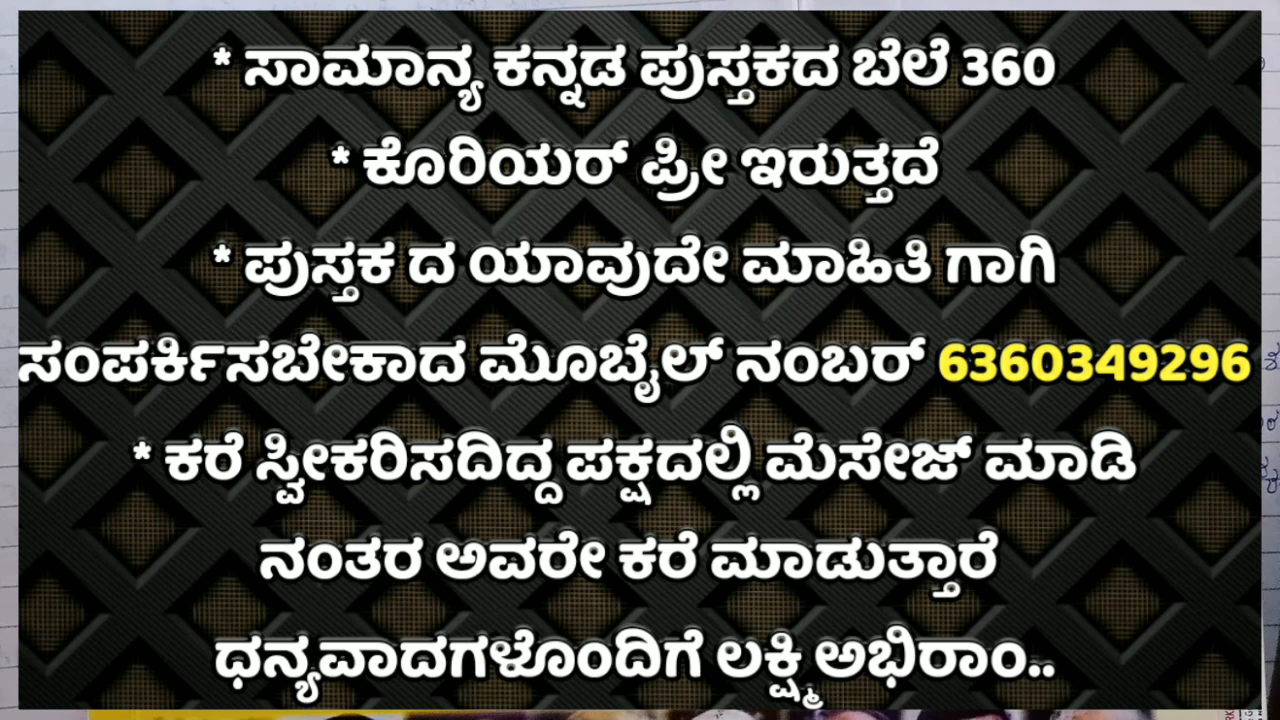 * ಸಾಮಾನ್ಯ ಕನ್ನಡ ಪುಸ್ತಕದ ಬೆಲೆ 360
* ಕೊರಿಯರ್ ಫ್ರೀ ಇರುತ್ತದೆ
* ಪುಸ್ತಕ ದ ಯಾವುದೇ ಮಾಹಿತಿ ಗಾಗಿ
ಸಂಪರ್ಕಿಸಬೇಕಾದ ಮೊಬೈಲ್ ನಂಬರ್ 6360349296
* ಕರೆ ಸ್ವೀಕರಿಸದಿದ್ದ ಪಕ್ಷದಲ್ಲಿ ಮೆಸೇಜ್ ಮಾಡಿ
ನಂತರ ಅವರೇ ಕರೆ ಮಾಡುತ್ತಾರೆ
ಧನ್ಯವಾದಗಳೊಂದಿಗೆ ಲಕ್ಷ್ಮಿ ಅಭಿರಾಂ..